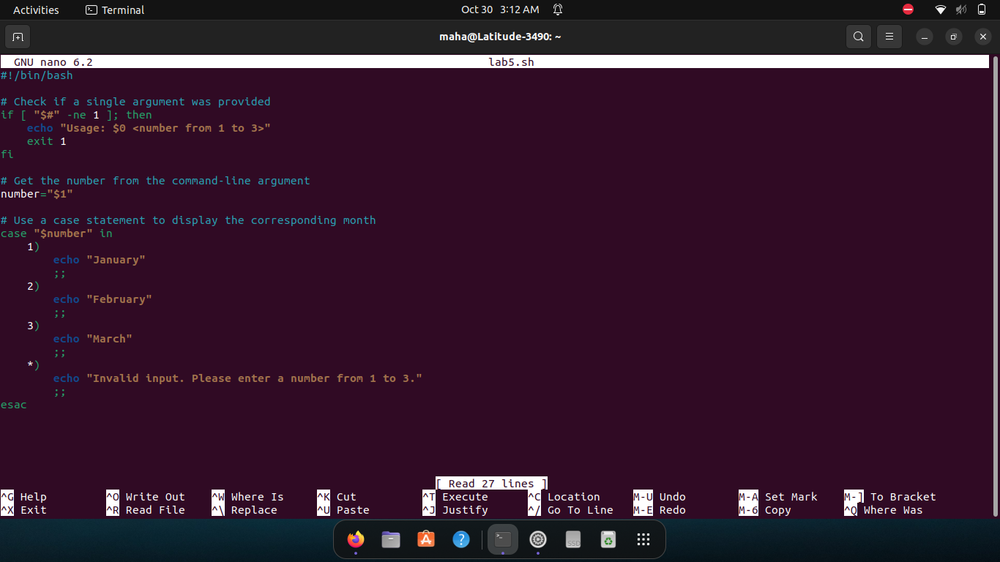 Activities Terminal Oct 30 3:12 AM
maha@Latitude-3490: ~
GNU nano 6.2 lab5.sh
#!/bin/bash
# Check if a single argument was provided
if [ "$#" -ne 1 ]; then
    echo "Usage: $0 <number from 1 to 3>"
    exit 1
fi
# Get the number from the command-line argument
number="$1"
# Use a case statement to display the corresponding month
case "$number" in
    1)
        echo "January"
        ;;
    2)
        echo "February"
        ;;
    3)
        echo "March"
        ;;
    *)
        echo "Invalid input. Please enter a number from 1 to 3."
        ;;
esac
[ Read 27 lines ]
^G Help ^O Write Out ^W Where Is ^K Cut ^T Execute ^C Location M-U Undo M-A Set Mark M-] To Bracket
^X Exit ^R Read File ^\ Replace ^U Paste ^J Justify ^/ Go To Line M-E Redo M-6 Copy ^Q Where Was
SSD